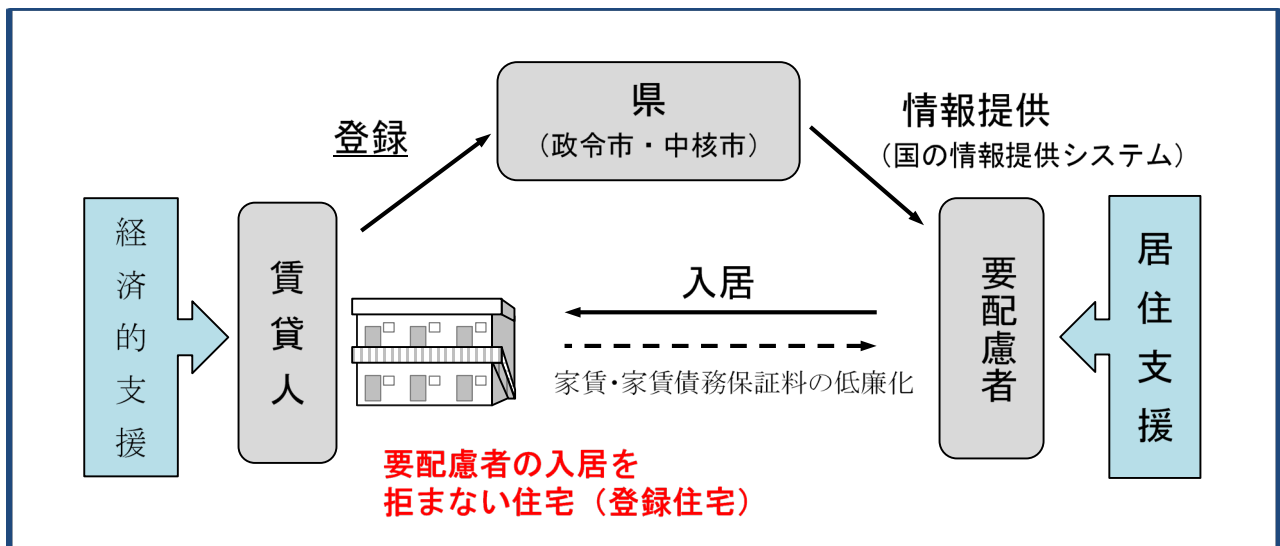 県
（政令市・中核市）
登録
情報提供
（国の情報提供システム）
経済的支援
賃貸人
入居
家賃・家賃債務保証料の低廉化
要配慮者
居住支援
要配慮者の入居を
拒まない住宅（登録住宅）